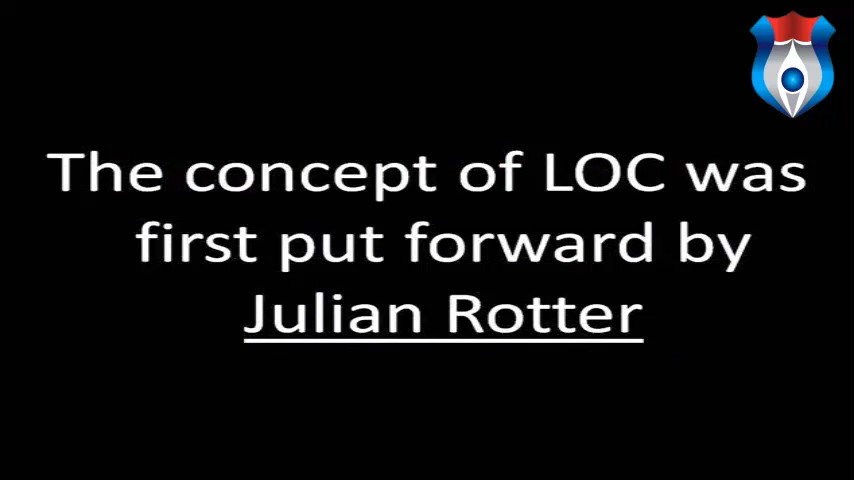 The concept of LOC was
first put forward by
Julian Rotter